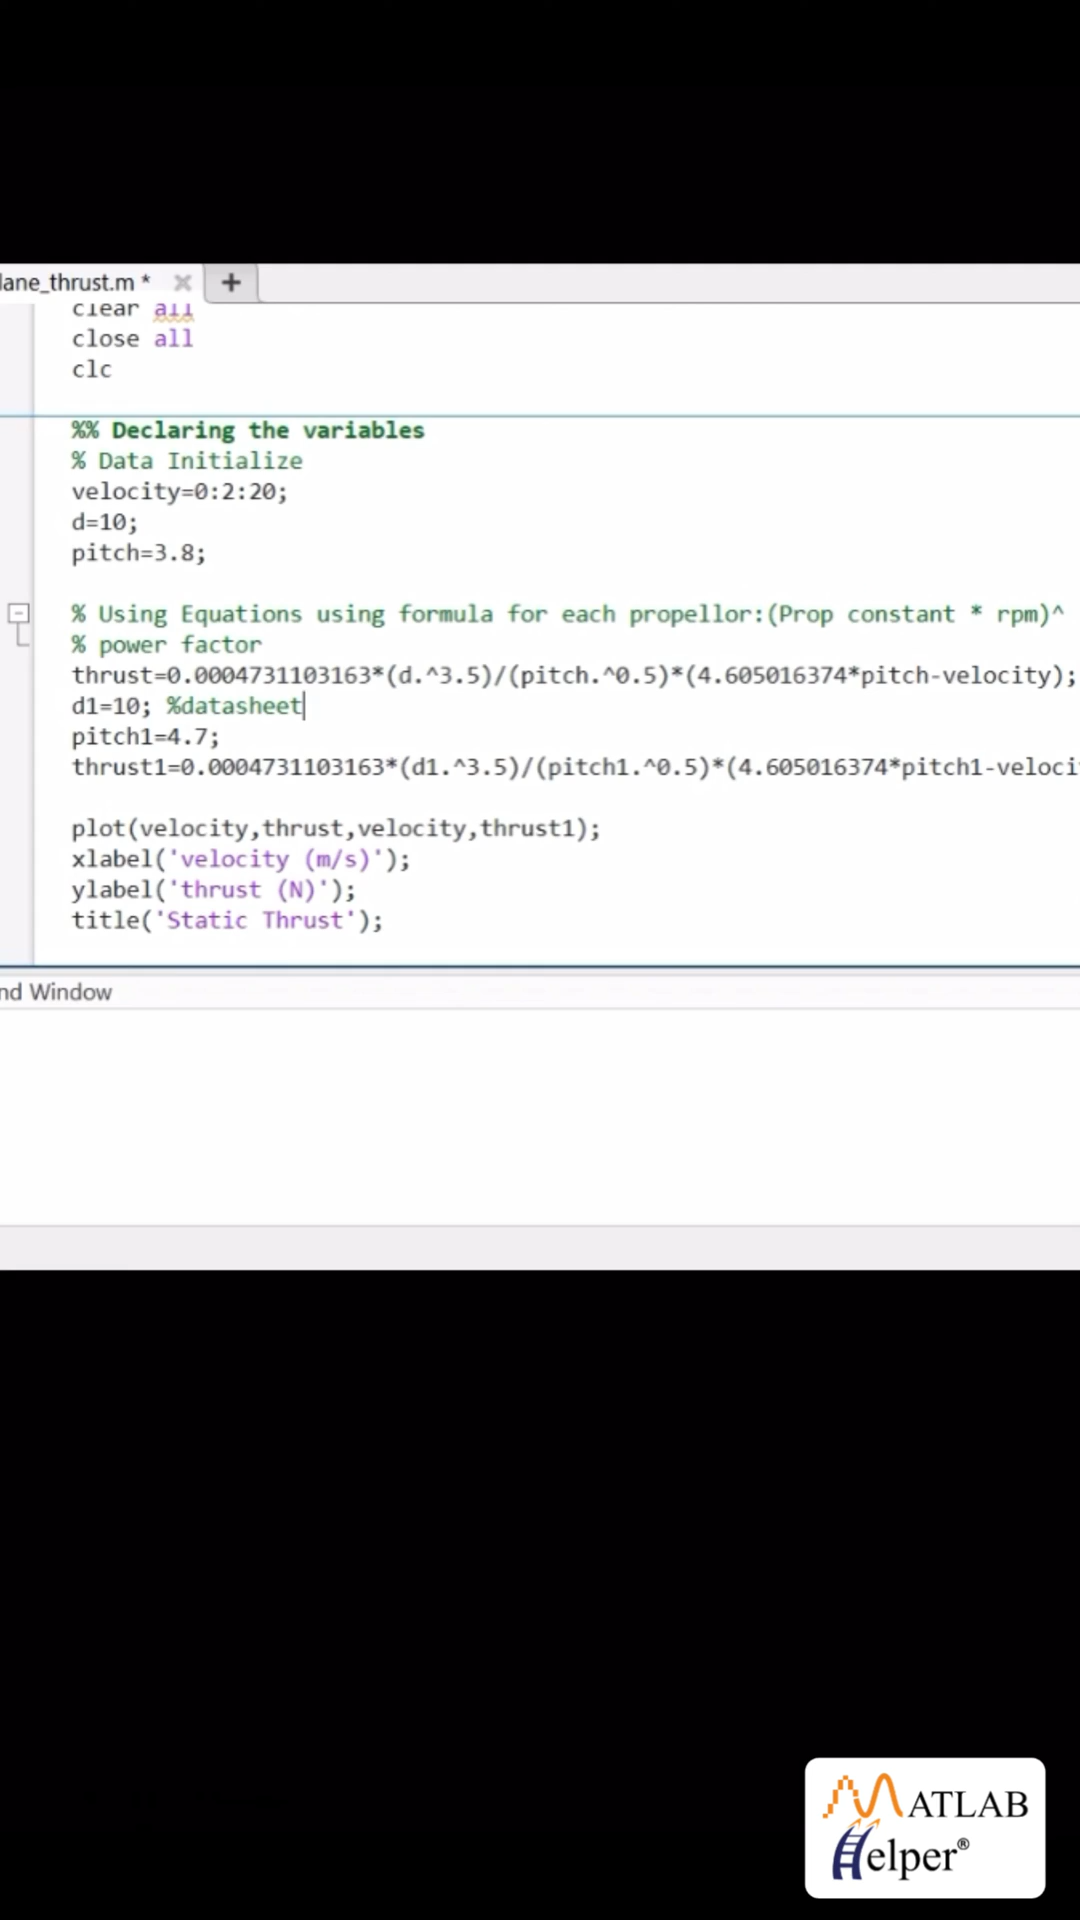 lane_thrust.m *
clear all
close all
clc
%% Declaring the variables
% Data Initialize
velocity=0:2:20;
d=10;
pitch=3.8;
% Using Equations using formula for each propellor:(Prop constant * rpm)^
% power factor
thrust=0.0004731103163*(d.^3.5)/(pitch.^0.5)*(4.605016374*pitch-velocity);
d1=10; %datasheet
pitch1=4.7;
thrust1=0.0004731103163*(d1.^3.5)/(pitch1.^0.5)*(4.605016374*pitch1-veloci
plot(velocity,thrust,velocity,thrust1);
xlabel('velocity (m/s)');
ylabel('thrust (N)');
title('Static Thrust');
nd Window
MATLAB
Helper®